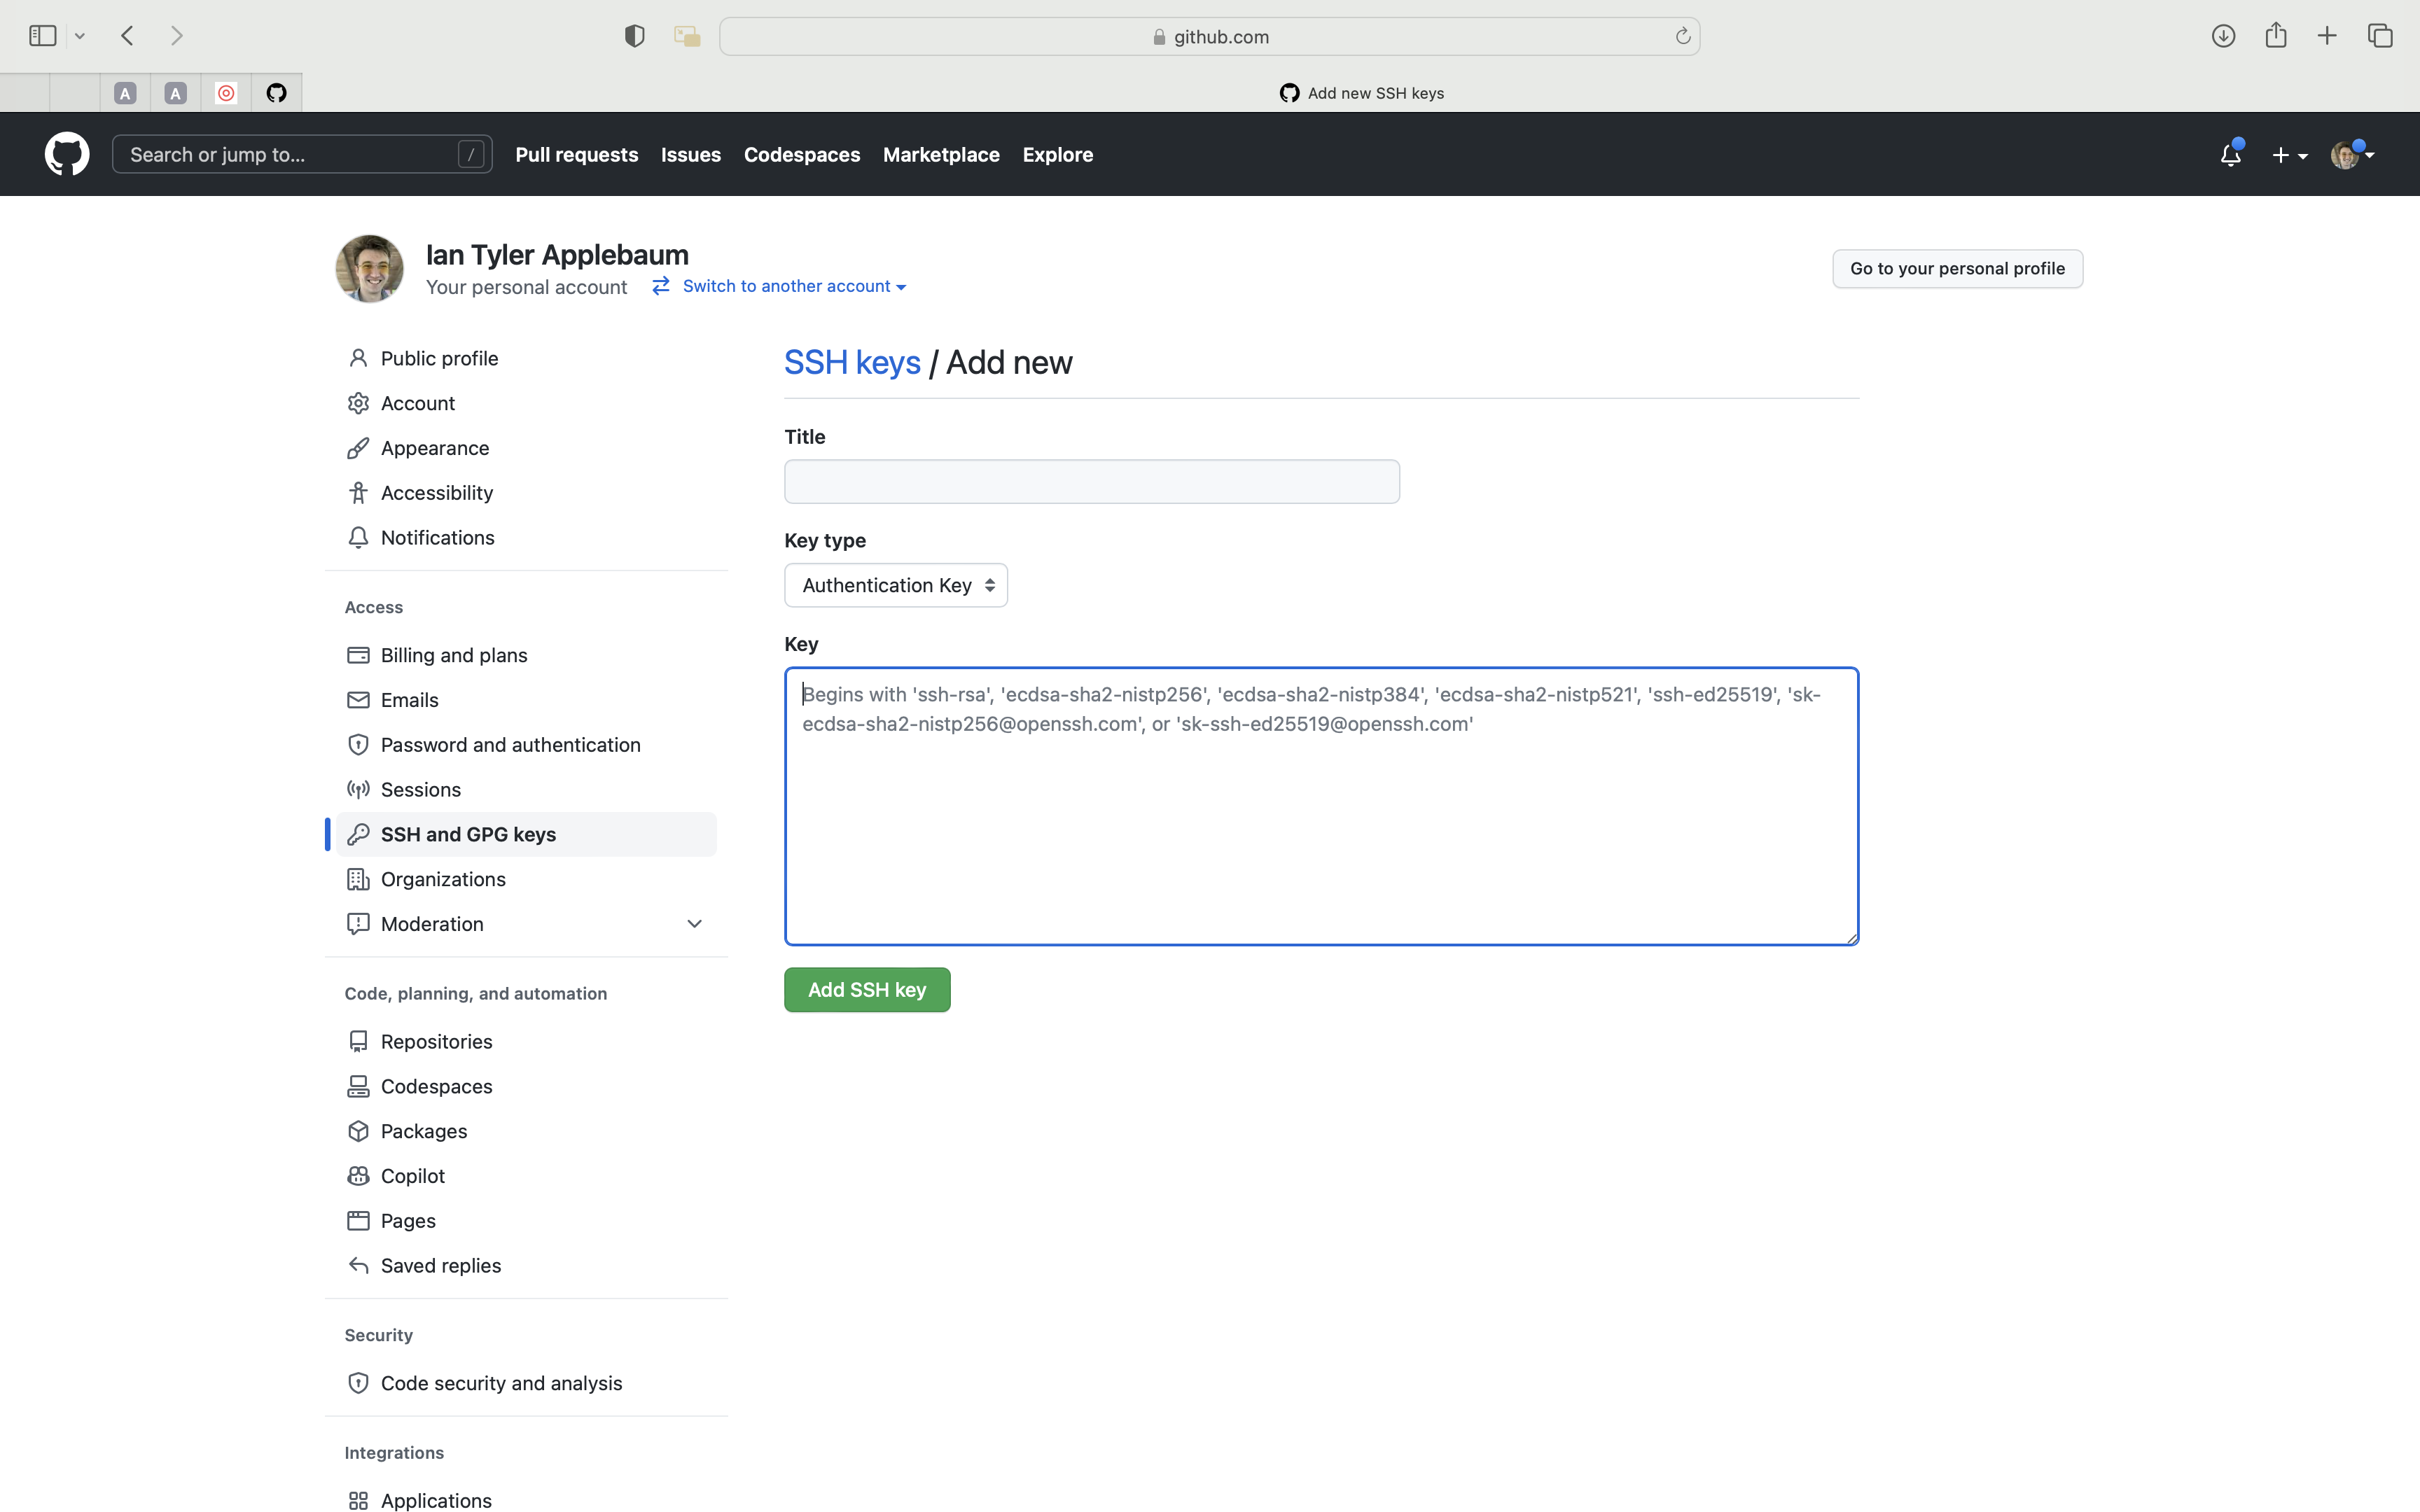 github.com
A
A
Add new SSH keys
Search or jump to... /
Pull requests
Issues
Codespaces
Marketplace
Explore
Ian Tyler Applebaum
Your personal account
Switch to another account
Go to your personal profile
Public profile
Account
Appearance
Accessibility
Notifications
Access
Billing and plans
Emails
Password and authentication
Sessions
SSH and GPG keys
Organizations
Moderation
Code, planning, and automation
Repositories
Codespaces
Packages
Copilot
Pages
Saved replies
Security
Code security and analysis
Integrations
Applications
SSH keys / Add new
Title
Key type
Authentication Key
Key
Begins with 'ssh-rsa', 'ecdsa-sha2-nistp256', 'ecdsa-sha2-nistp384', 'ecdsa-sha2-nistp521', 'ssh-ed25519', 'sk-
ecdsa-sha2-nistp256@openssh.com', or 'sk-ssh-ed25519@openssh.com'
Add SSH key